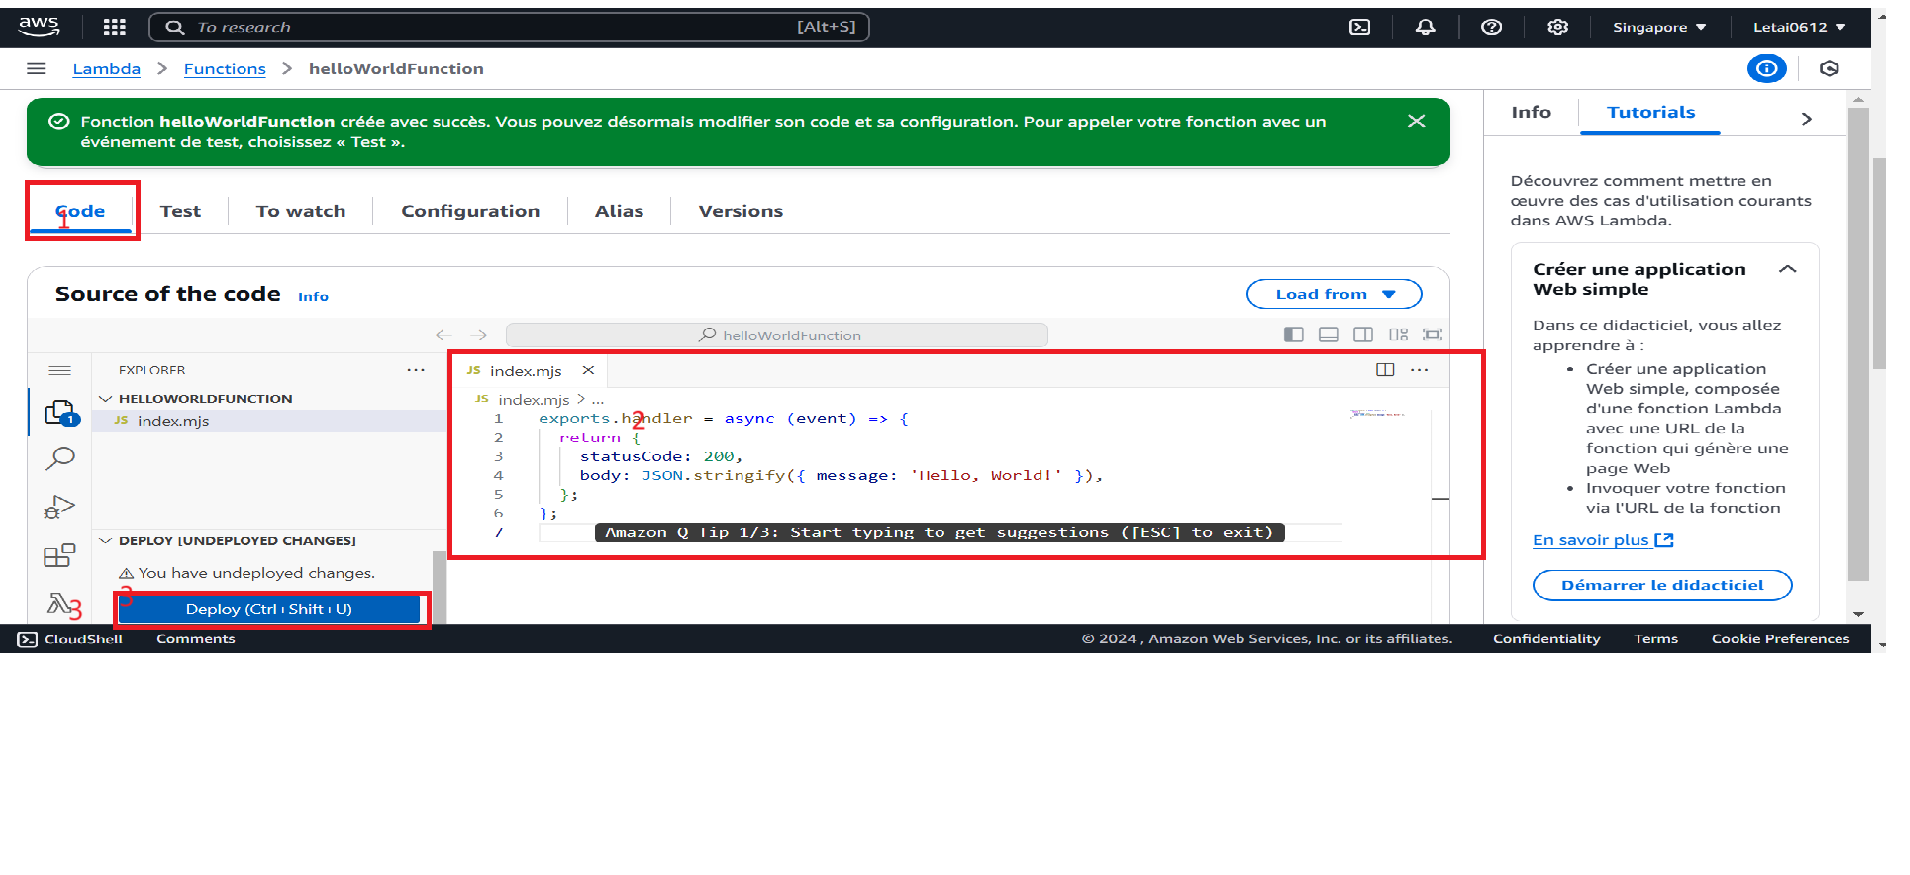 aws
To research [Alt+S]
Singapore Letai0612
Lambda > Functions > helloWorldFunction
Fonction helloWorldFunction créée avec succès. Vous pouvez désormais modifier son code et sa configuration. Pour appeler votre fonction avec un
événement de test, choisissez « Test ».
Code Test To watch Configuration Alias Versions
1
Source of the code Info
Load from
helloWorldFunction
EXPLORER ...
HELLOWORLDFUNCTION
JS index.mjs
1
DEPLOY [UNDEPLOYED CHANGES]
You have undeployed changes.
3
Deploy (Ctrl+Shift+U)
3
JS index.mjs
JS index.mjs > ...
2
1 exports.handler = async (event) => {
2 return {
3 statusCode: 200,
4 body: JSON.stringify({ message: 'Hello, World!' }),
5 };
6 };
7 Amazon Q Tip 1/3: Start typing to get suggestions ([ESC] to exit)
Info Tutorials
Découvrez comment mettre en
œuvre des cas d'utilisation courants
dans AWS Lambda.
Créer une application
Web simple
Dans ce didacticiel, vous allez
apprendre à :
• Créer une application
Web simple, composée
d'une fonction Lambda
avec une URL de la
fonction qui génère une
page Web
• Invoquer votre fonction
via l'URL de la fonction
En savoir plus
Démarrer le didacticiel
CloudShell Comments
© 2024 , Amazon Web Services, Inc. or its affiliates. Confidentiality Terms Cookie Preferences